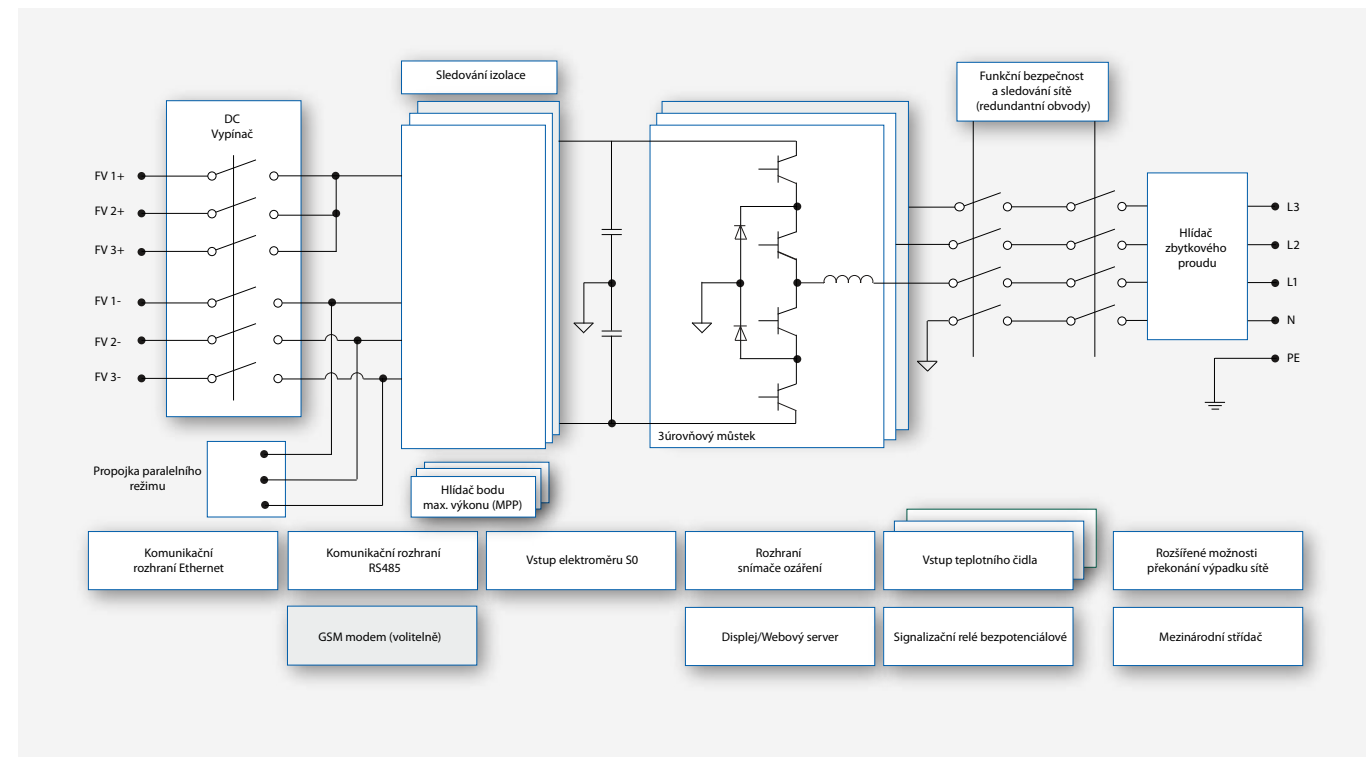 Sledování izolace
Funkční bezpečnost
a sledování sítě
(redundantní obvody)
DC
Vypínač
FV 1+
FV 2+
FV 3+
FV 1-
FV 2-
FV 3-
L3
L2
L1
N
PE
Hlídač
zbytkového
proudu
3úrovňový můstek
Propojka paralelního
režimu
Hlídač bodu
max. výkonu (MPP)
Komunikační
rozhraní Ethernet
Komunikační rozhraní
RS485
Vstup elektroměru S0
Rozhraní
snímače ozáření
Vstup teplotního čidla
Rozšířené možnosti
překonání výpadku sítě
GSM modem (volitelně)
Displej/Webový server
Signalizační relé bezpotenciálové
Mezinárodní střídač